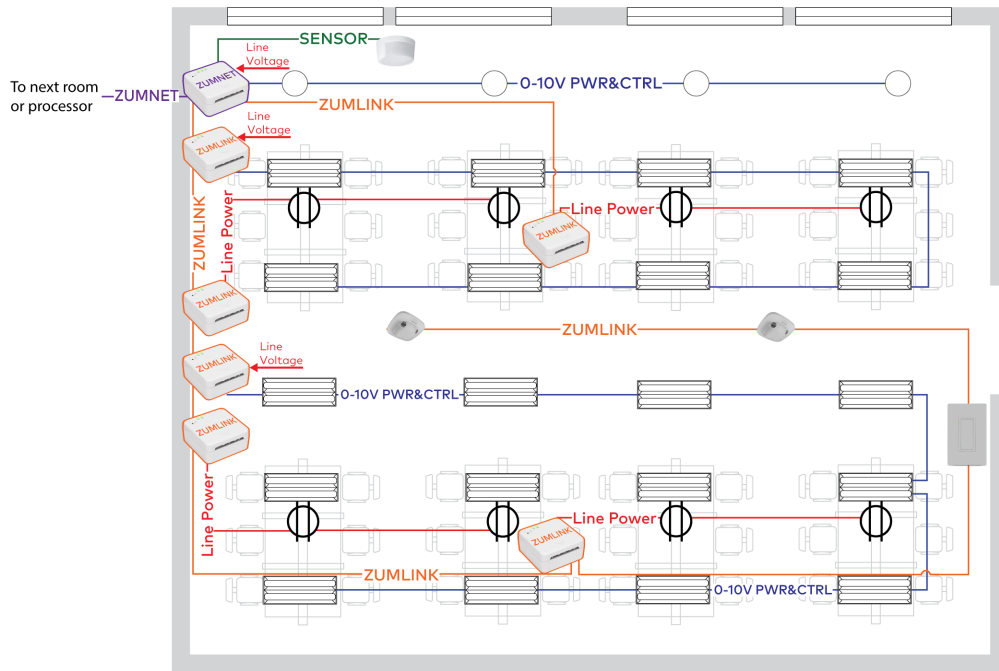 SENSOR
Line
Voltage
To next room
or processor
ZUMNET
ZUMNET
0-10V PWR&CTRL
ZUMLINK
Line
Voltage
ZUMLINK
ZUMLINK
Line Power
Line Power
ZUMLINK
ZUMLINK
ZUMLINK
Line
Voltage
ZUMLINK
0-10V PWR&CTRL
ZUMLINK
Line Power
Line Power
ZUMLINK
ZUMLINK
0-10V PWR&CTRL